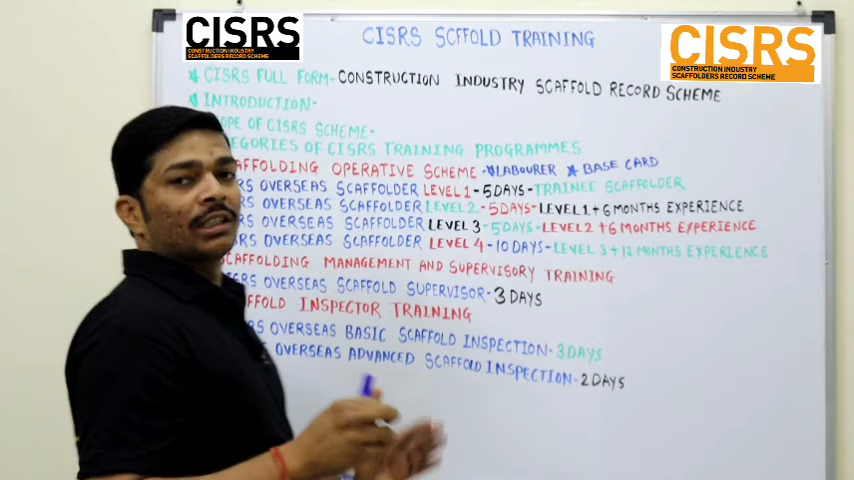 CISRS
CONSTRUCTION INDUSTRY
SCAFFOLDERS RECORD SCHEME
CISRS SCFFOLD TRAINING
CISRS
CONSTRUCTION INDUSTRY
SCAFFOLDERS RECORD SCHEME
CISRS FULL FORM- CONSTRUCTION INDUSTRY SCAFFOLD RECORD SCHEME
INTRODUCTION-
OPE OF CISRS SCHEME-
EGORIES OF CISRS TRAINING PROGRAMMES
AFFOLDING OPERATIVE SCHEME - LABOURER * BASE CARD
RS OVERSEAS SCAFFOLDER LEVEL 1 - 5 DAYS - TRAINEE SCAFFOLDER
RS OVERSEAS SCAFFOLDER LEVEL 2 - 5 DAYS - LEVEL 1 + 6 MONTHS EXPERIENCE
RS OVERSEAS SCAFFOLDER LEVEL 3 - 5 DAYS - LEVEL 2 + 6 MONTHS EXPERIENCE
RS OVERSEAS SCAFFOLDER LEVEL 4 - 10 DAYS - LEVEL 3 + 12 MONTHS EXPERIENCE
SCAFFOLDING MANAGEMENT AND SUPERVISORY TRAINING
ISRS OVERSEAS SCAFFOLD SUPERVISOR - 3 DAYS
FFOLD INSPECTOR TRAINING
RS OVERSEAS BASIC SCAFFOLD INSPECTION - 3 DAYS
OVERSEAS ADVANCED SCAFFOLD INSPECTION - 2 DAYS